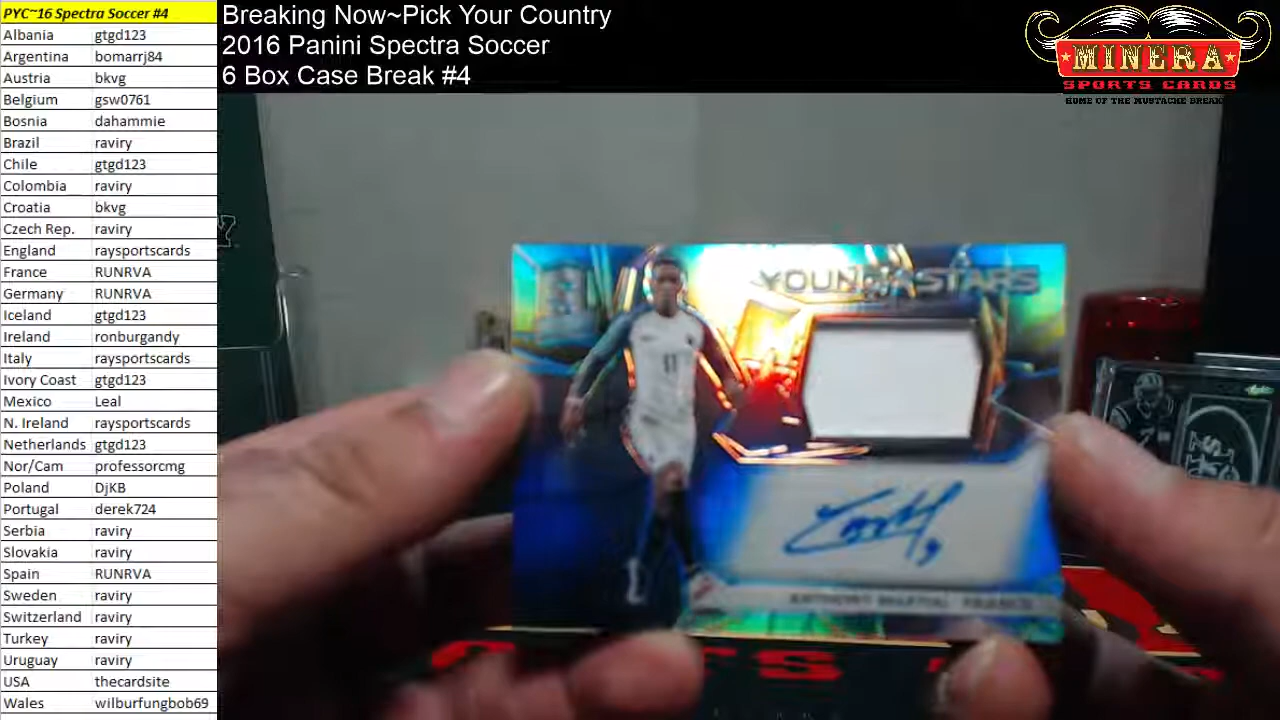 PYC~16 Spectra Soccer #4
Albania gtgd123
Argentina bomarrj84
Austria bkvg
Belgium gsw0761
Bosnia dahammie
Brazil raviry
Chile gtgd123
Colombia raviry
Croatia bkvg
Czech Rep. raviry
England raysportscards
France RUNRVA
Germany RUNRVA
Iceland gtgd123
Ireland ronburgandy
Italy raysportscards
Ivory Coast gtgd123
Mexico Leal
N. Ireland raysportscards
Netherlands gtgd123
Nor/Cam professorcmg
Poland DjKB
Portugal derek724
Serbia raviry
Slovakia raviry
Spain RUNRVA
Sweden raviry
Switzerland raviry
Turkey raviry
Uruguay raviry
USA thecardsite
Wales wilburfungbob69
Breaking Now~Pick Your Country
2016 Panini Spectra Soccer
6 Box Case Break #4
MINERA
SPORTS CARDS
HOME OF THE MUSTACHE BREAK
YOUNG STARS
11
ANTHONY MARTIAL FRANCE